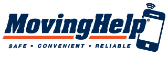 MovingHelp
SAFE • CONVENIENT • RELIABLE